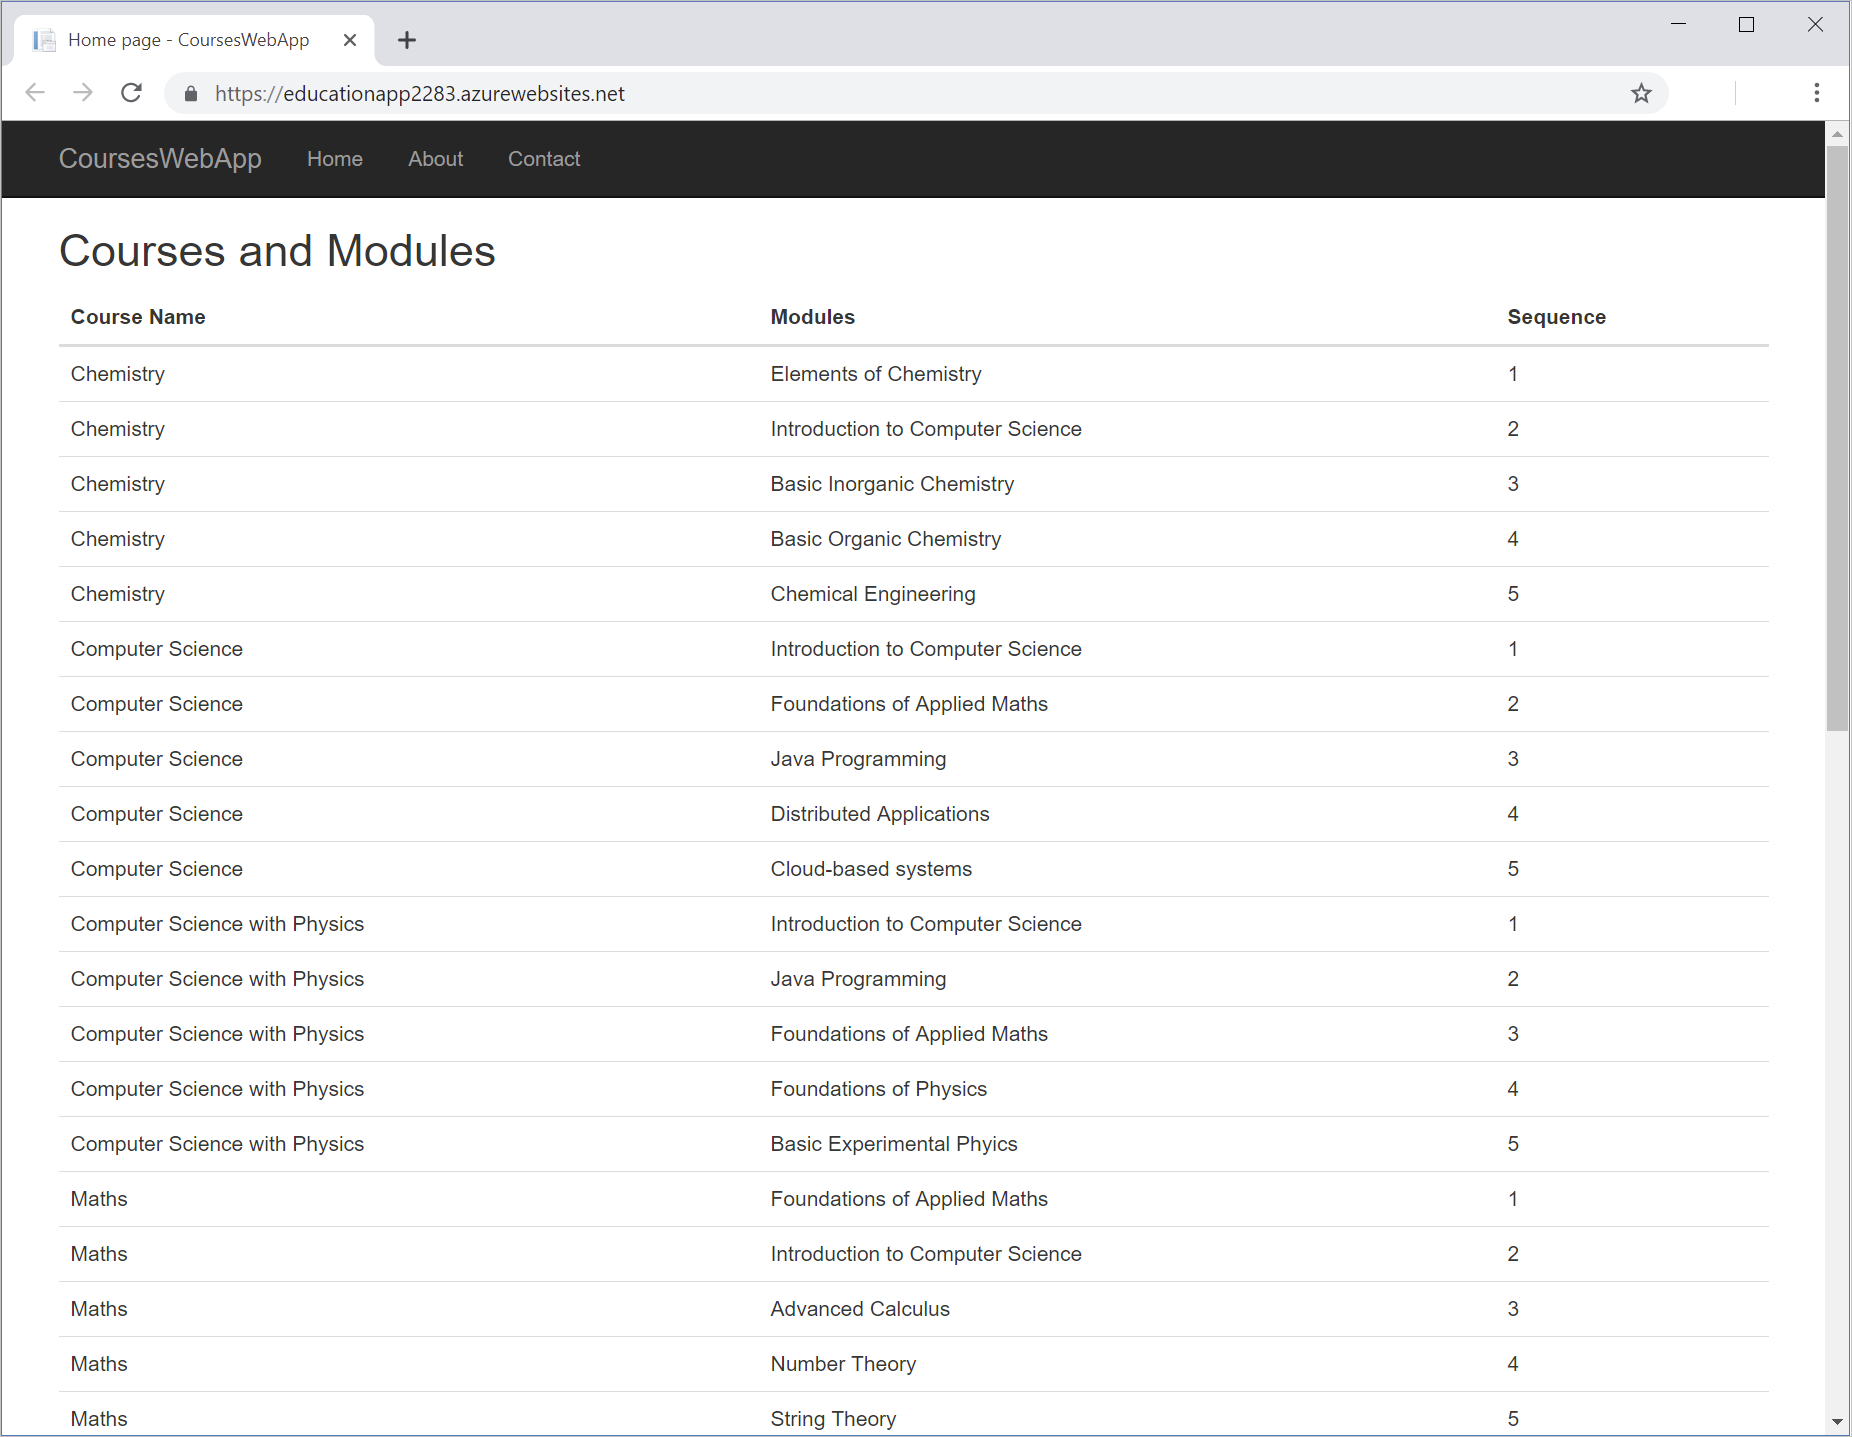 Home page - CoursesWebApp
https://educationapp2283.azurewebsites.net
CoursesWebApp Home About Contact
Courses and Modules
Course Name Modules Sequence
Chemistry Elements of Chemistry 1
Chemistry Introduction to Computer Science 2
Chemistry Basic Inorganic Chemistry 3
Chemistry Basic Organic Chemistry 4
Chemistry Chemical Engineering 5
Computer Science Introduction to Computer Science 1
Computer Science Foundations of Applied Maths 2
Computer Science Java Programming 3
Computer Science Distributed Applications 4
Computer Science Cloud-based systems 5
Computer Science with Physics Introduction to Computer Science 1
Computer Science with Physics Java Programming 2
Computer Science with Physics Foundations of Applied Maths 3
Computer Science with Physics Foundations of Physics 4
Computer Science with Physics Basic Experimental Phyics 5
Maths Foundations of Applied Maths 1
Maths Introduction to Computer Science 2
Maths Advanced Calculus 3
Maths Number Theory 4
Maths String Theory 5